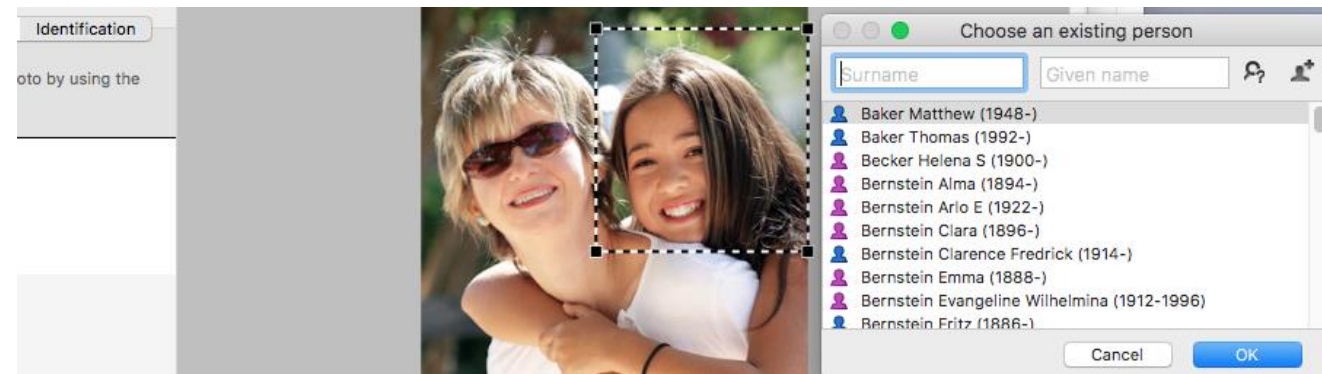 Identification
oto by using the
Choose an existing person
Surname
Given name
Baker Matthew (1948-)
Baker Thomas (1992-)
Becker Helena S (1900-)
Bernstein Alma (1894-)
Bernstein Arlo E (1922-)
Bernstein Clara (1896-)
Bernstein Clarence Fredrick (1914-)
Bernstein Emma (1888-)
Bernstein Evangeline Wilhelmina (1912-1996)
Bernstein Fritz (1886-)
Cancel
OK